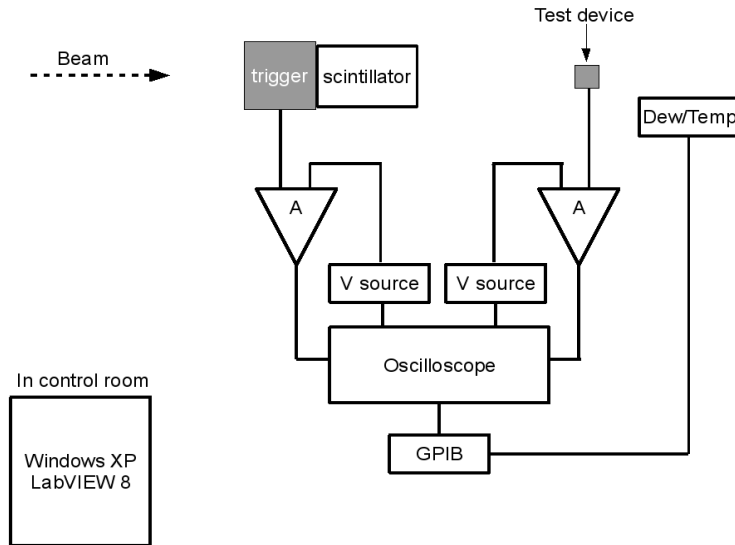 Test device
Beam
trigger
scintillator
Dew/Temp
A
A
V source
V source
Oscilloscope
In control room
GPIB
Windows XP
LabVIEW 8